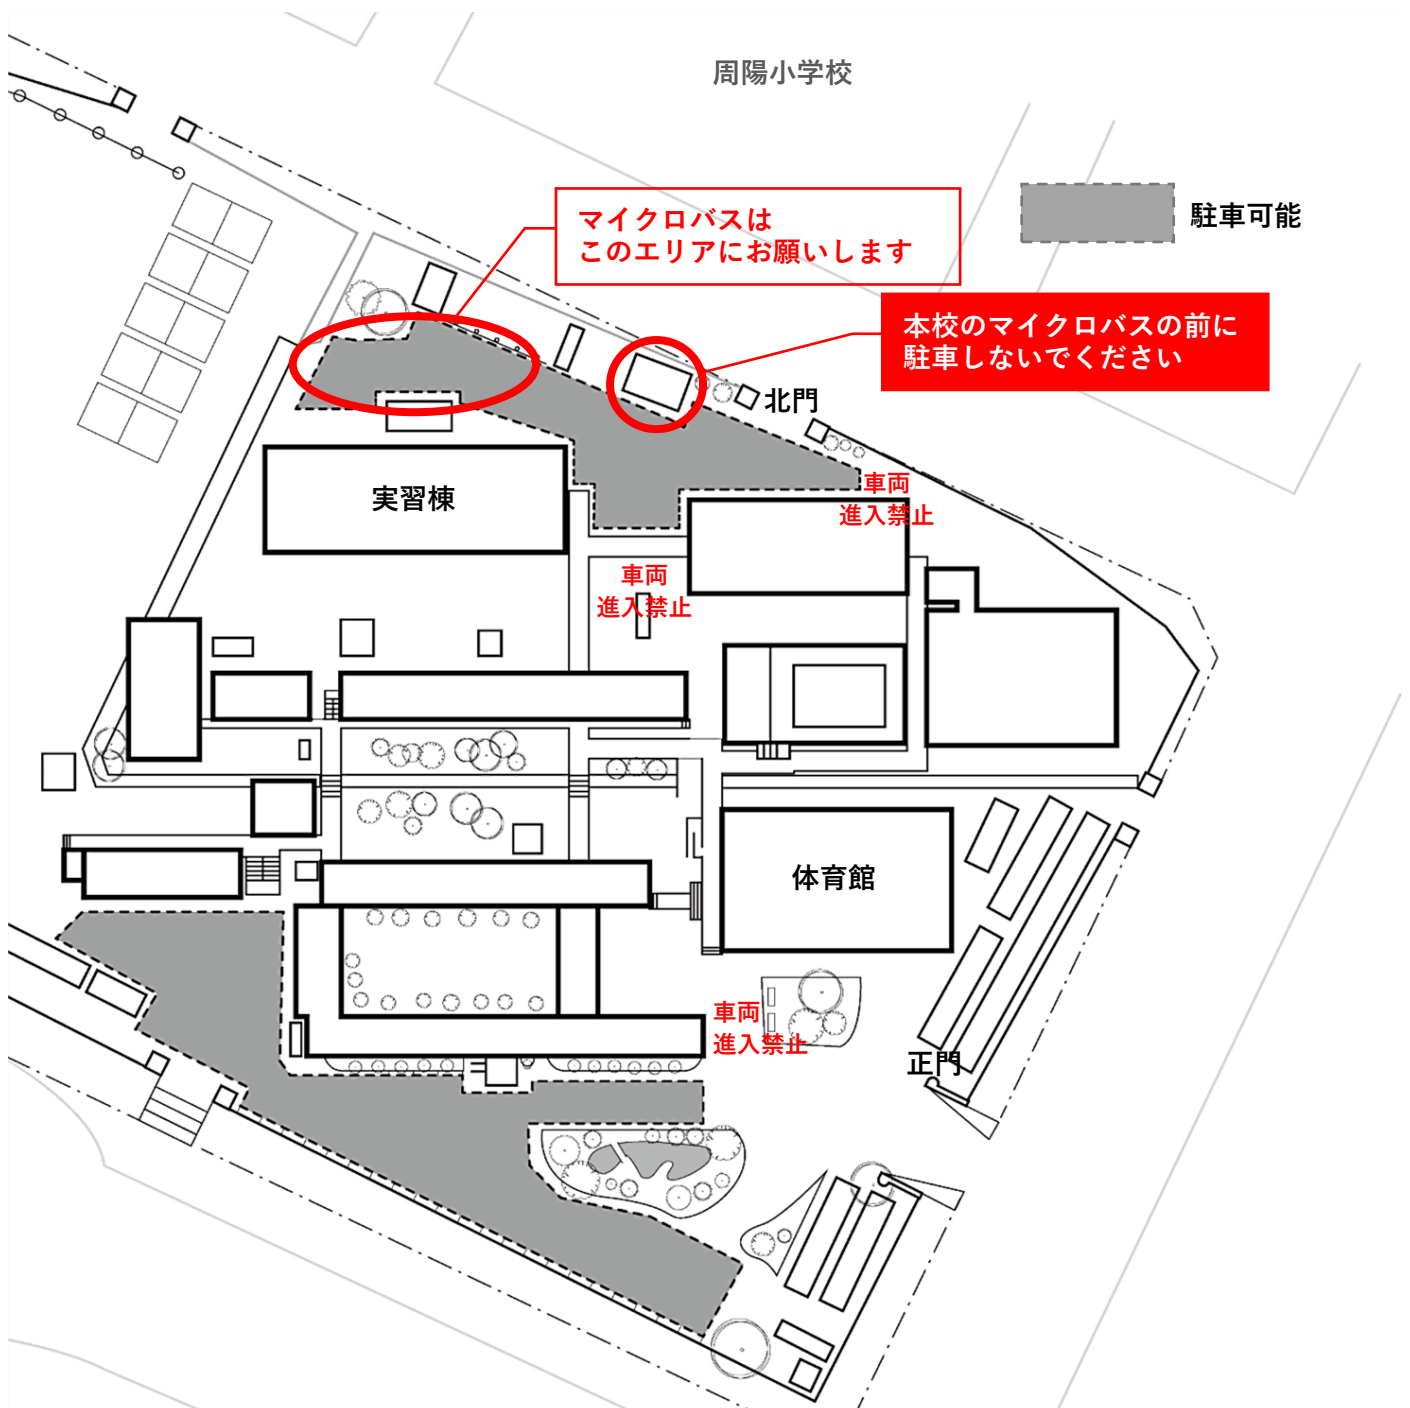 周陽小学校
マイクロバスは
このエリアにお願いします
駐車可能
本校のマイクロバスの前に
駐車しないでください
北門
車両
進入禁止
実習棟
車両
進入禁止
体育館
車両
進入禁止
正門